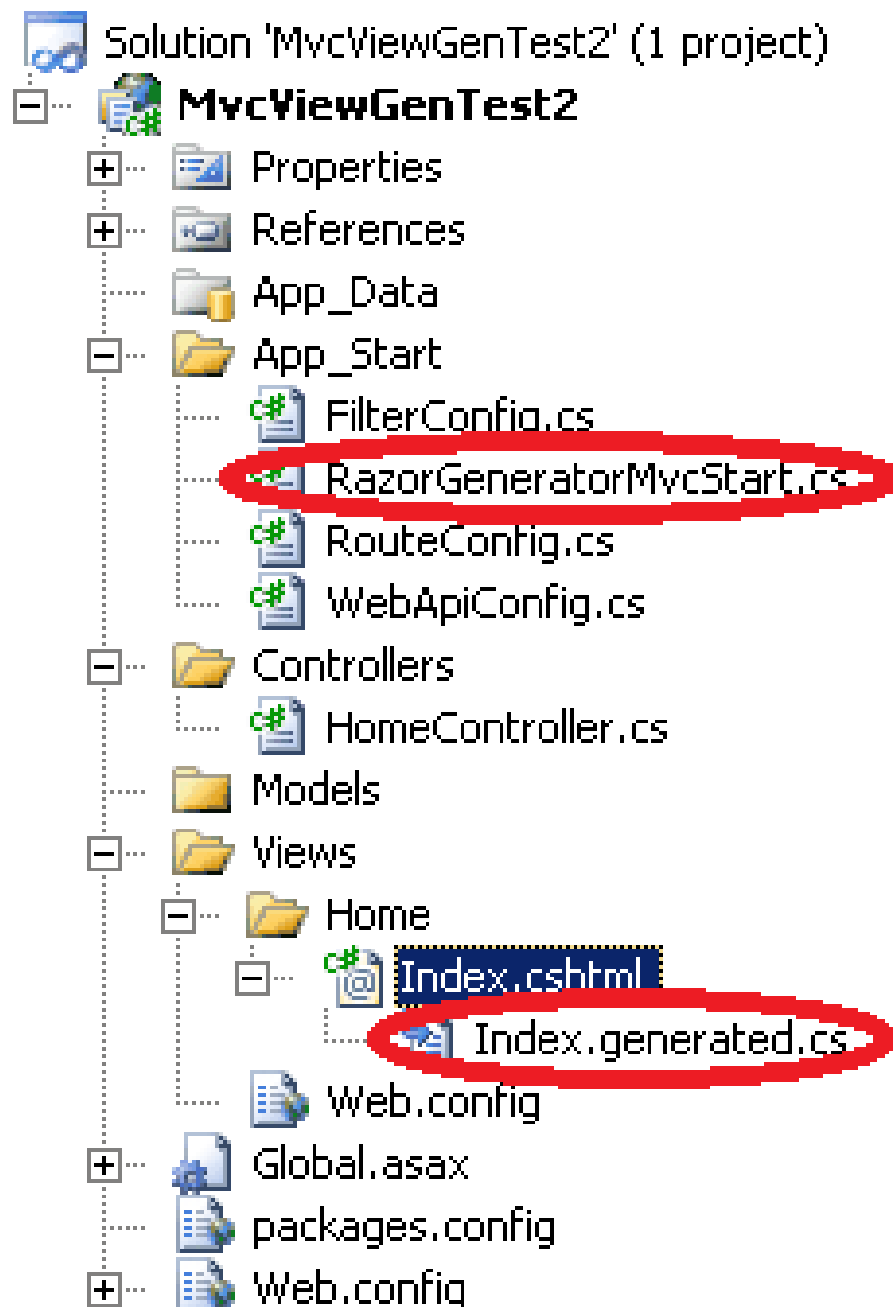 Solution 'MvcViewGenTest2' (1 project)
MvcViewGenTest2
Properties
References
App_Data
App_Start
FilterConfig.cs
RazorGeneratorMvcStart.cs
RouteConfig.cs
WebApiConfig.cs
Controllers
HomeController.cs
Models
Views
Home
Index.cshtml
Index.generated.cs
Web.config
Global.asax
packages.config
Web.config